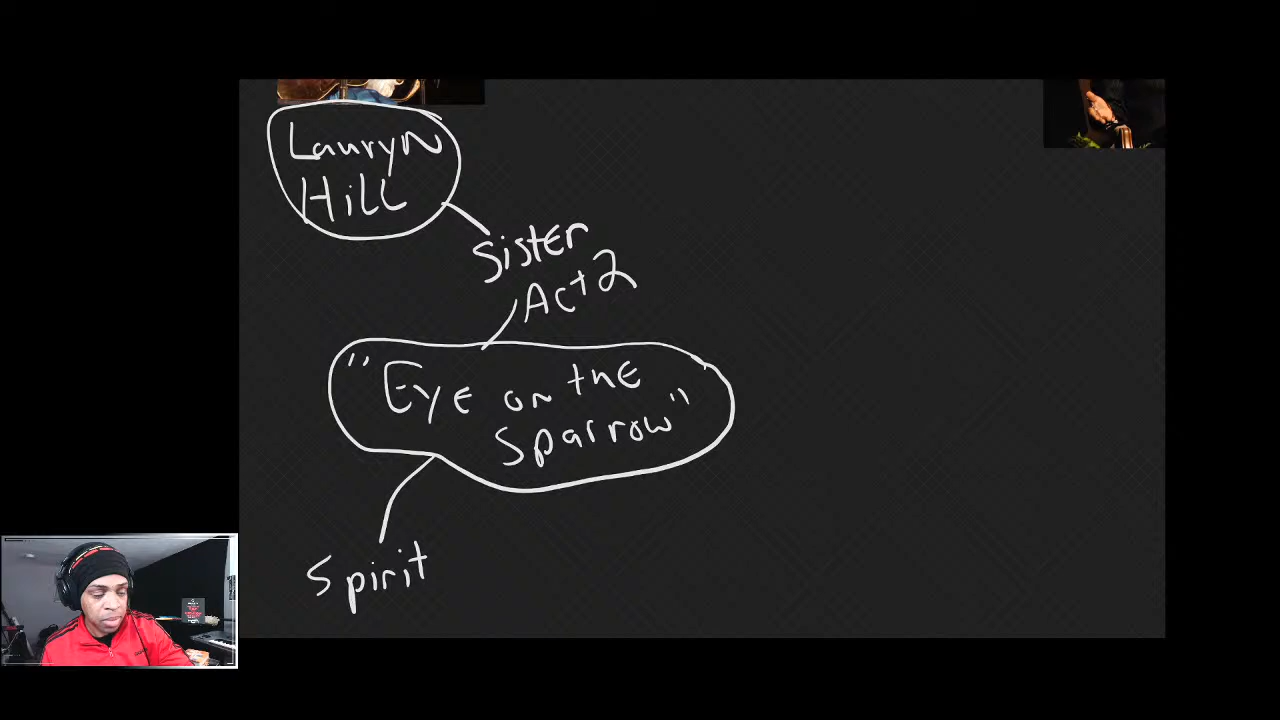 Lauryn
Hill
Sister
Act 2
"Eye on the
Sparrow"
Spirit